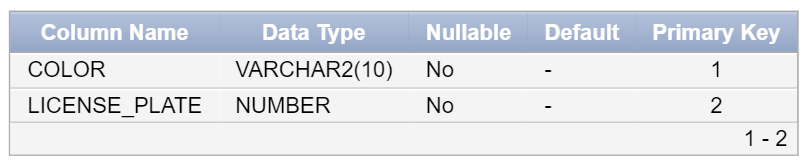 Column Name Data Type Nullable Default Primary Key
COLOR VARCHAR2(10) No - 1
LICENSE_PLATE NUMBER No - 2
1 - 2